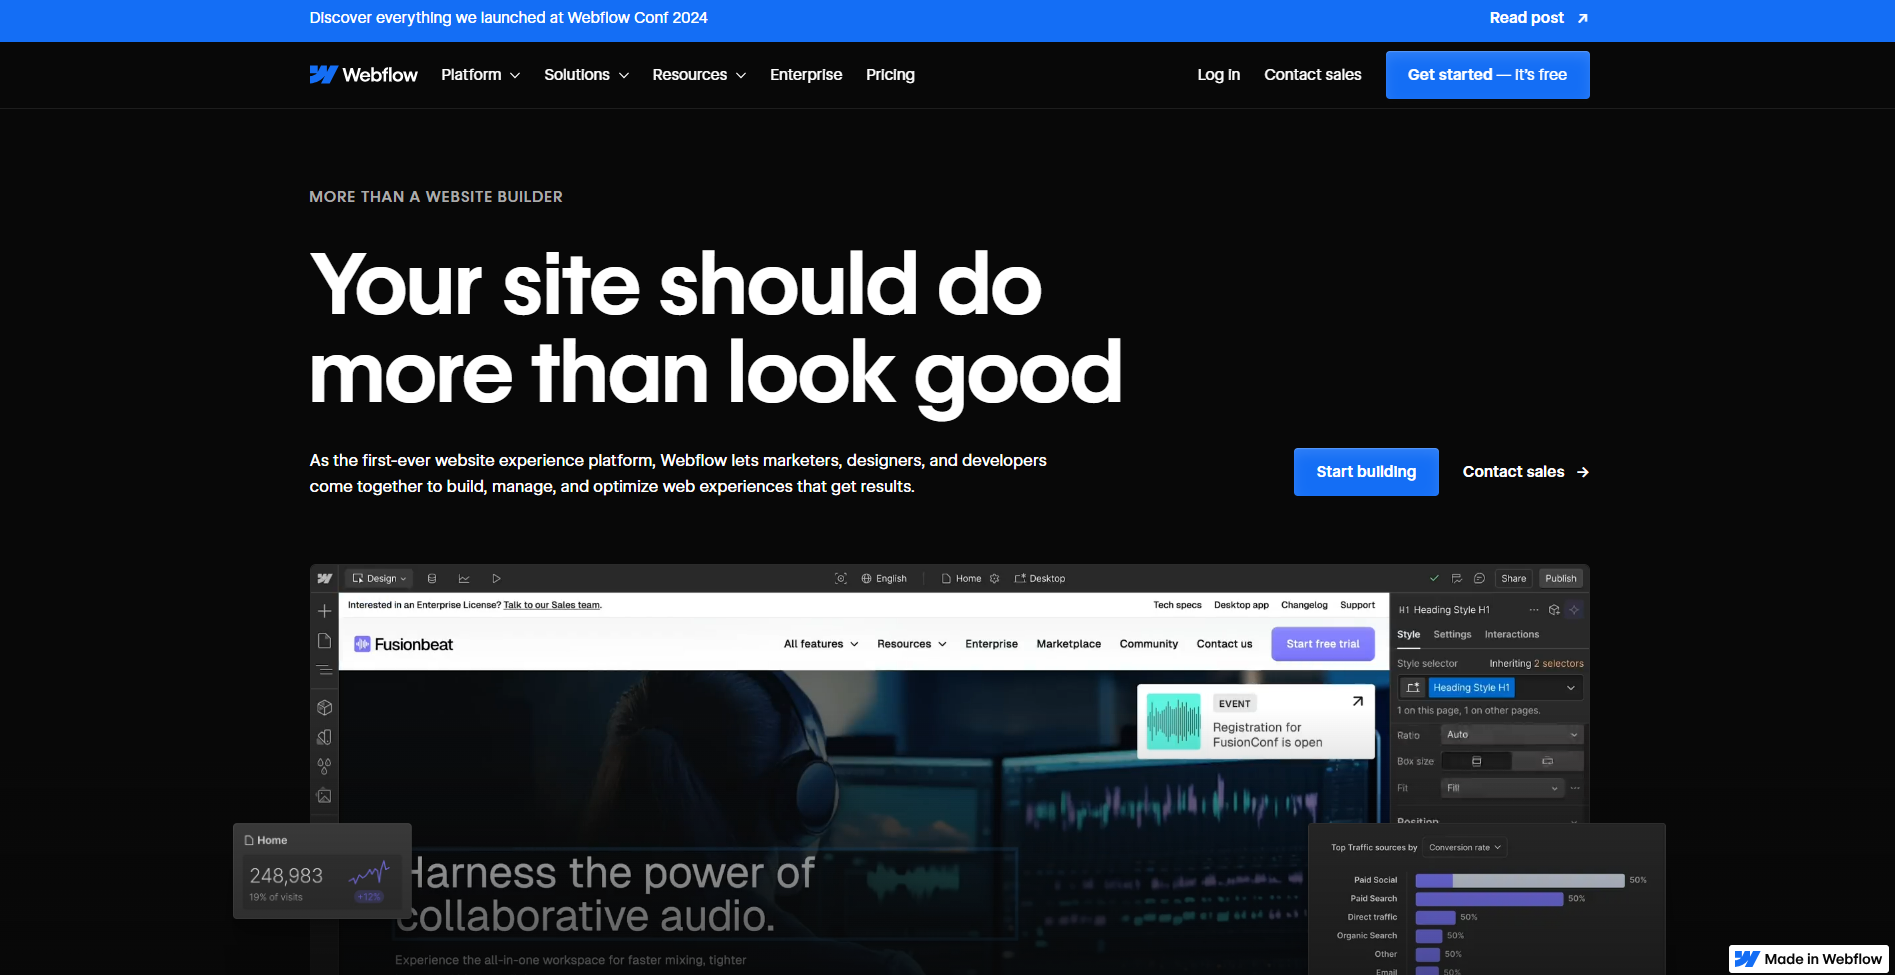 Discover everything we launched at Webflow Conf 2024
Read post
Webflow
Platform
Solutions
Resources
Enterprise
Pricing
Log in
Contact sales
Get started — it's free
MORE THAN A WEBSITE BUILDER
Your site should do
more than look good
As the first-ever website experience platform, Webflow lets marketers, designers, and developers
come together to build, manage, and optimize web experiences that get results.
Start building
Contact sales
Design
English
Home
Desktop
Share
Publish
Interested in an Enterprise License? Talk to our Sales team.
Tech specs
Desktop app
Changelog
Support
Fusionbeat
All features
Resources
Enterprise
Marketplace
Community
Contact us
Start free trial
EVENT
Registration for
FusionConf is open
H1 Heading Style H1
Style
Settings
Interactions
Style selector
Inheriting 2 selectors
Heading Style H1
1 on this page, 1 on other pages.
Ratio
Auto
Box size
Fit
Fill
Position
Home
248,983
19% of visits
+12%
Harness the power of
collaborative audio.
Experience the all-in-one workspace for faster mixing, tighter
Top Traffic sources by
Conversion rate
Paid Social
50%
Paid Search
50%
Direct traffic
50%
Organic Search
50%
Other
50%
Email
50%
Made in Webflow